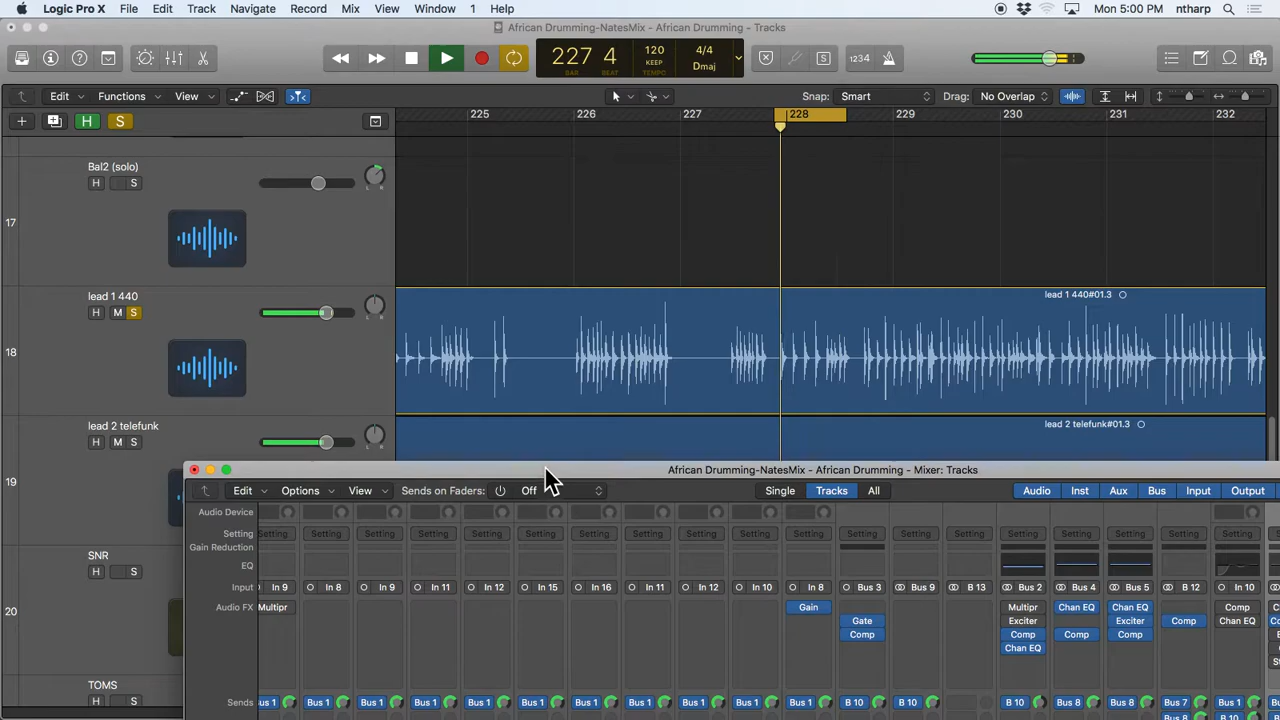 Logic Pro X File Edit Track Navigate Record Mix View Window 1 Help Mon 5:00 PM ntharp
African Drumming-NatesMix - African Drumming - Tracks
227 4 120 4/4
KEEP Dmaj
BAR BEAT TEMPO
S 1234
Edit Functions View Snap: Smart Drag: No Overlap
H S 225 226 227 228 229 230 231 232
Bal2 (solo)
H S
L R
17
lead 1 440 lead 1 440#01.3
H M S
L R
18
lead 2 telefunk lead 2 telefunk#01.3
H M S
L R
African Drumming-NatesMix - African Drumming - Mixer: Tracks
19
Edit Options View Sends on Faders: Off Single Tracks All Audio Inst Aux Bus Input Output
Audio Device
Setting Setting Setting Setting Setting Setting Setting Setting Setting Setting Setting Setting Setting Setting Setting Setting Setting Setting Setting Setting
Gain Reduction
SNR
EQ
H S
Input In 9 In 8 In 9 In 11 In 12 In 15 In 16 In 11 In 12 In 10 In 8 Bus 3 Bus 9 B 13 Bus 2 Bus 4 Bus 5 B 12 In 10
20
Audio FX Multipr Gain Multipr Chan EQ Chan EQ Comp
Gate Exciter Exciter Comp Chan EQ
Comp Comp Comp Comp
Chan EQ
TOMS
Sends Bus 1 Bus 1 Bus 1 Bus 1 Bus 1 Bus 1 Bus 1 Bus 1 Bus 1 Bus 1 Bus 1 B 10 B 10 B 10 Bus 8 Bus 8 Bus 7 Bus 2